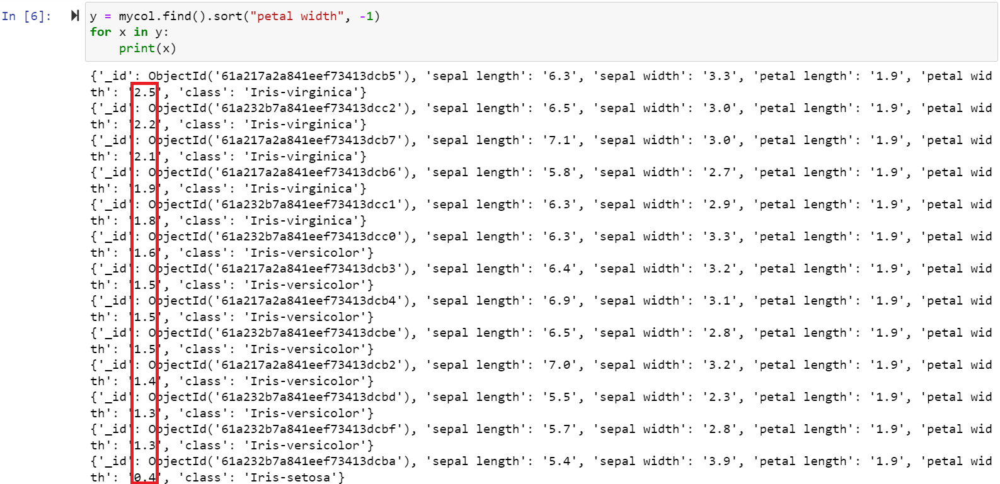 In [6]:
y = mycol.find().sort("petal width", -1)
for x in y:
    print(x)
{'_id': ObjectId('61a217a2a841eef73413dcb5'), 'sepal length': '6.3', 'sepal width': '3.3', 'petal length': '1.9', 'petal wid
th': '2.5', 'class': 'Iris-virginica'}
{'_id': ObjectId('61a232b7a841eef73413dcc2'), 'sepal length': '6.5', 'sepal width': '3.0', 'petal length': '1.9', 'petal wid
th': '2.2', 'class': 'Iris-virginica'}
{'_id': ObjectId('61a217a2a841eef73413dcb7'), 'sepal length': '7.1', 'sepal width': '3.0', 'petal length': '1.9', 'petal wid
th': '2.1', 'class': 'Iris-virginica'}
{'_id': ObjectId('61a217a2a841eef73413dcb6'), 'sepal length': '5.8', 'sepal width': '2.7', 'petal length': '1.9', 'petal wid
th': '1.9', 'class': 'Iris-virginica'}
{'_id': ObjectId('61a232b7a841eef73413dcc1'), 'sepal length': '6.3', 'sepal width': '2.9', 'petal length': '1.9', 'petal wid
th': '1.8', 'class': 'Iris-virginica'}
{'_id': ObjectId('61a232b7a841eef73413dcc0'), 'sepal length': '6.3', 'sepal width': '3.3', 'petal length': '1.9', 'petal wid
th': '1.6', 'class': 'Iris-versicolor'}
{'_id': ObjectId('61a217a2a841eef73413dcb3'), 'sepal length': '6.4', 'sepal width': '3.2', 'petal length': '1.9', 'petal wid
th': '1.5', 'class': 'Iris-versicolor'}
{'_id': ObjectId('61a217a2a841eef73413dcb4'), 'sepal length': '6.9', 'sepal width': '3.1', 'petal length': '1.9', 'petal wid
th': '1.5', 'class': 'Iris-versicolor'}
{'_id': ObjectId('61a232b7a841eef73413dcbe'), 'sepal length': '6.5', 'sepal width': '2.8', 'petal length': '1.9', 'petal wid
th': '1.5', 'class': 'Iris-versicolor'}
{'_id': ObjectId('61a217a2a841eef73413dcb2'), 'sepal length': '7.0', 'sepal width': '3.2', 'petal length': '1.9', 'petal wid
th': '1.4', 'class': 'Iris-versicolor'}
{'_id': ObjectId('61a232b7a841eef73413dcbd'), 'sepal length': '5.5', 'sepal width': '2.3', 'petal length': '1.9', 'petal wid
th': '1.3', 'class': 'Iris-versicolor'}
{'_id': ObjectId('61a232b7a841eef73413dcbf'), 'sepal length': '5.7', 'sepal width': '2.8', 'petal length': '1.9', 'petal wid
th': '1.3', 'class': 'Iris-versicolor'}
{'_id': ObjectId('61a232b7a841eef73413dcba'), 'sepal length': '5.4', 'sepal width': '3.9', 'petal length': '1.9', 'petal wid
th': '0.4', 'class': 'Iris-setosa'}